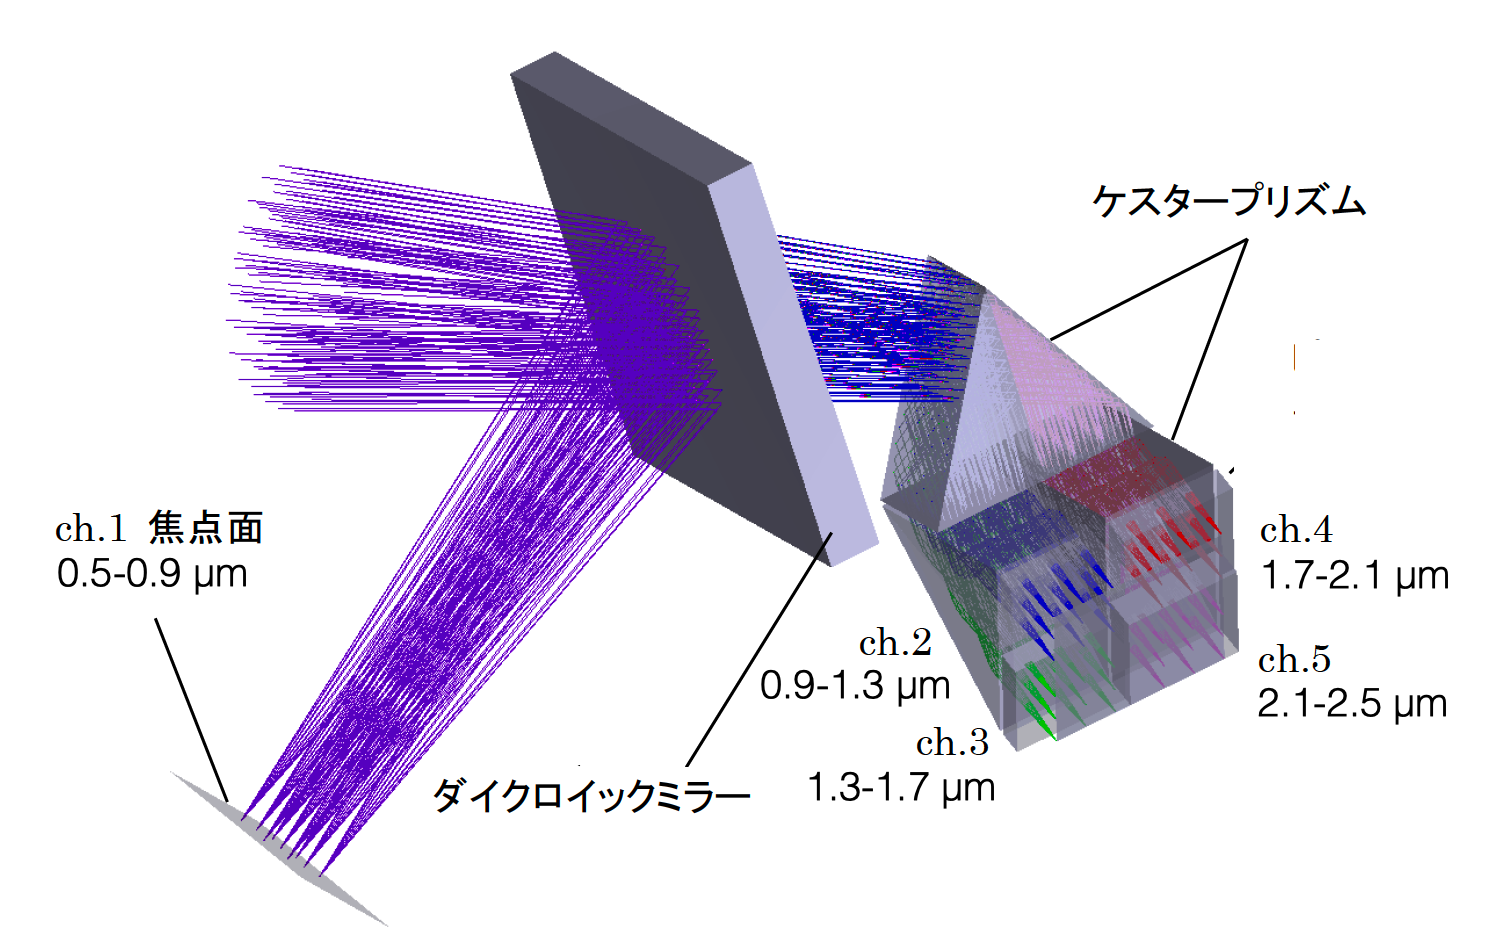 ケスタープリズム
ch.1 焦点面
0.5-0.9 µm
ch.4
1.7-2.1 µm
ch.2
0.9-1.3 µm
ch.5
2.1-2.5 µm
ch.3
1.3-1.7 µm
ダイクロイックミラー